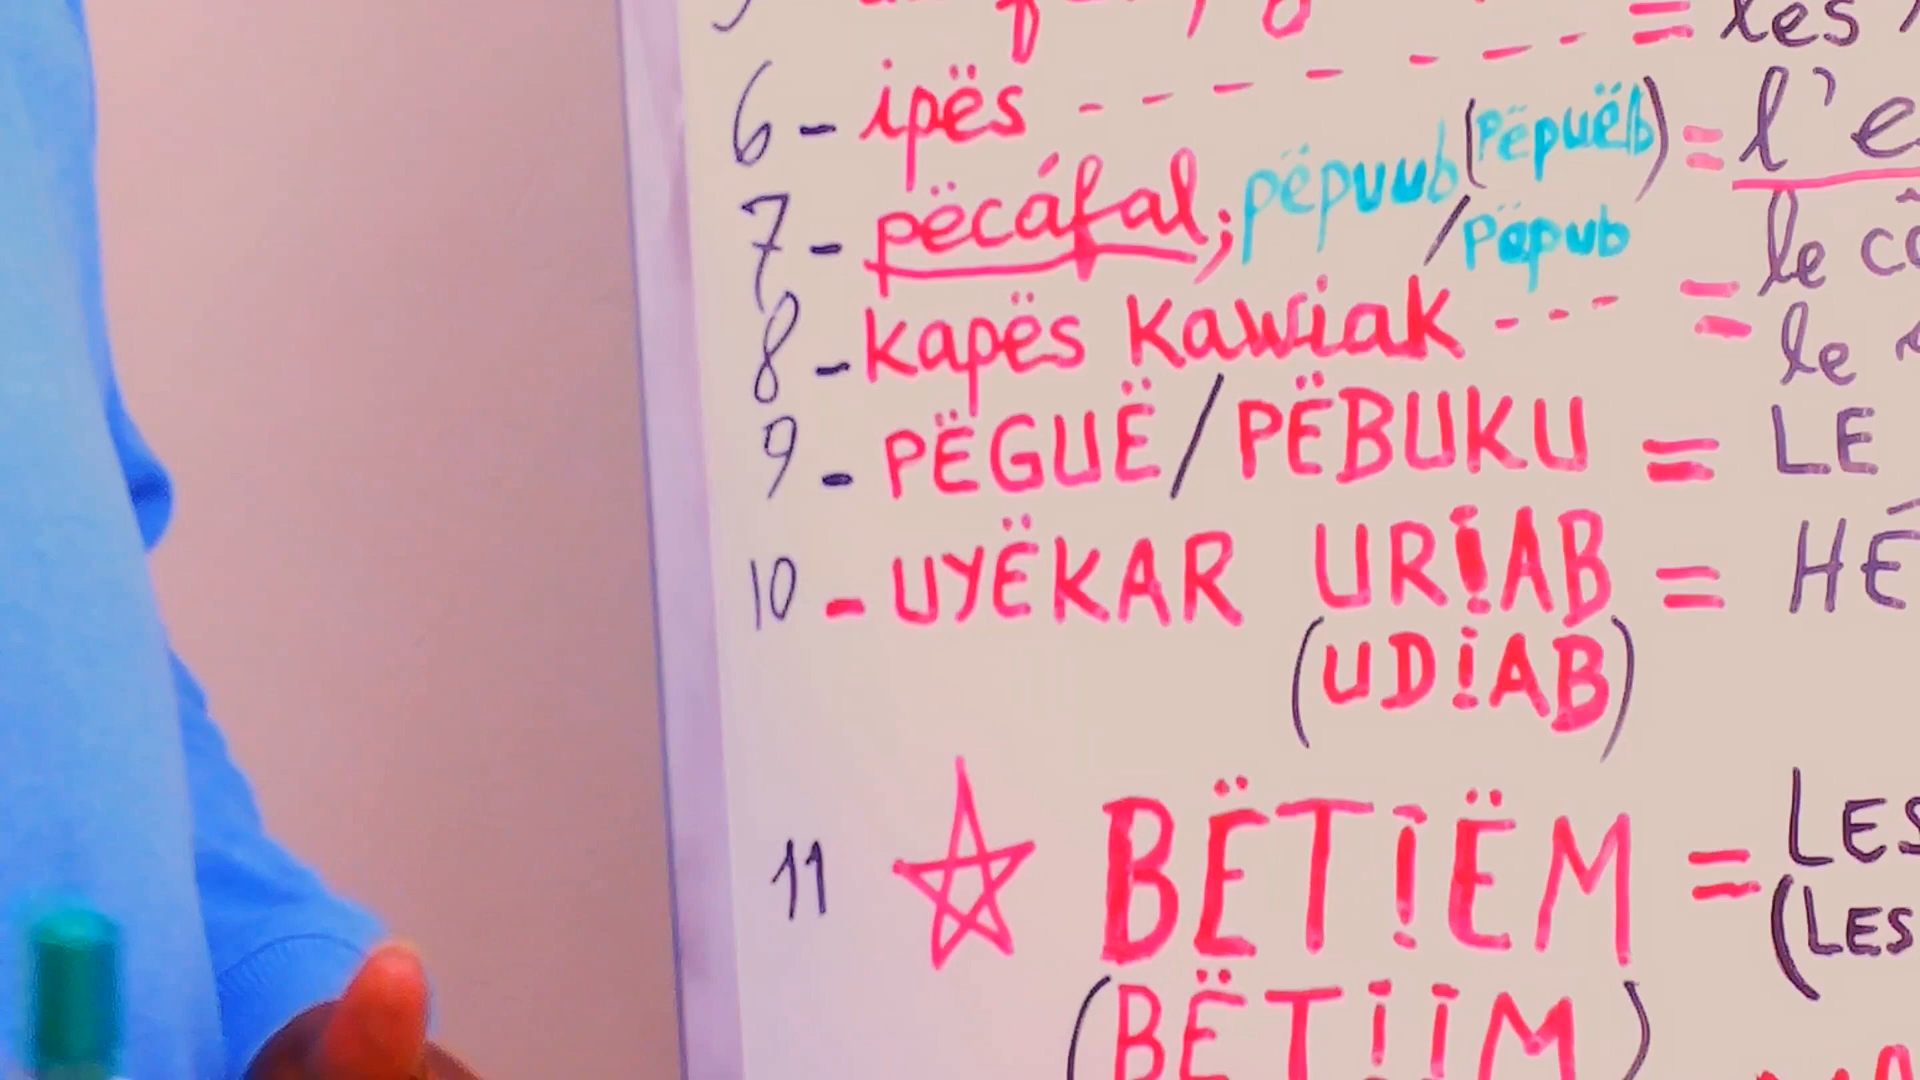 = les
6 - ipës - - - - - - - - = l'e
7 - pëcáfal; pëpuub (Pëpuëb) / Pëpub = le cô
8 - kapës kawiak - - - = le
9 - PËGUË / PËBUKU = LE
10 - UYËKAR URIAB = HÉ
(UDIAB)
11 ☆ BËTIËM = LES
(BËTIIM) (LES